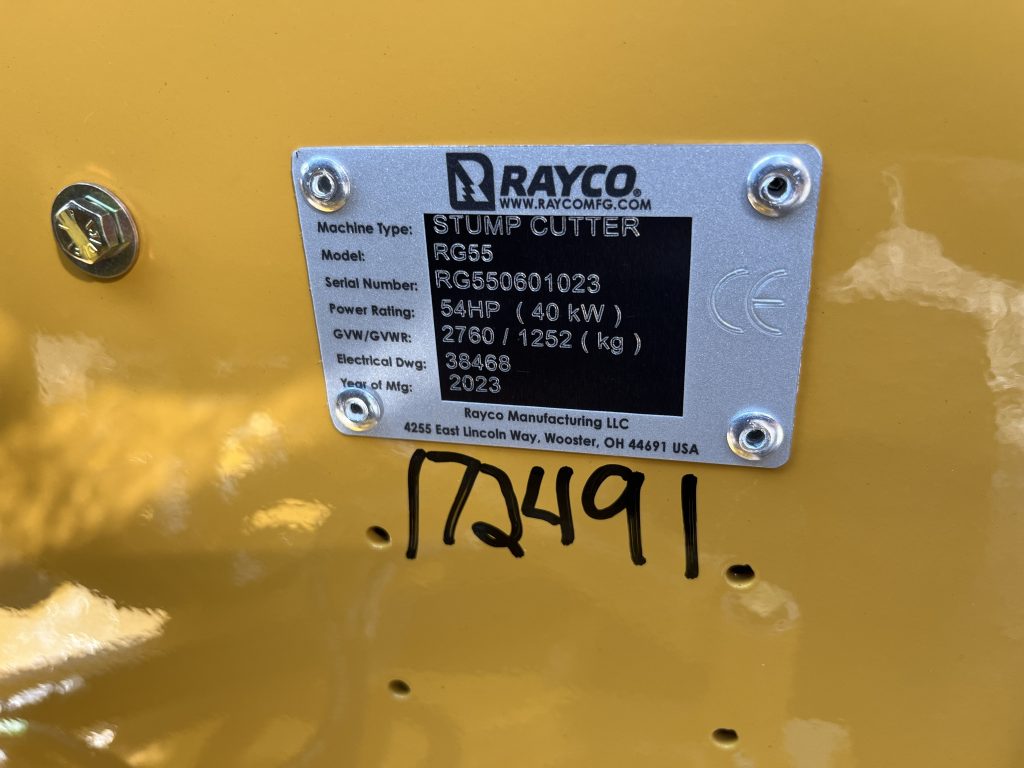 RAYCO®
WWW.RAYCOMFG.COM
Machine Type: STUMP CUTTER
Model: RG55
Serial Number: RG550601023
Power Rating: 54HP ( 40 kW )
GVW/GVWR: 2760 / 1252 ( kg )
Electrical Dwg: 38468
Year of Mfg: 2023
CE
Rayco Manufacturing LLC
4255 East Lincoln Way, Wooster, OH 44691 USA
172491